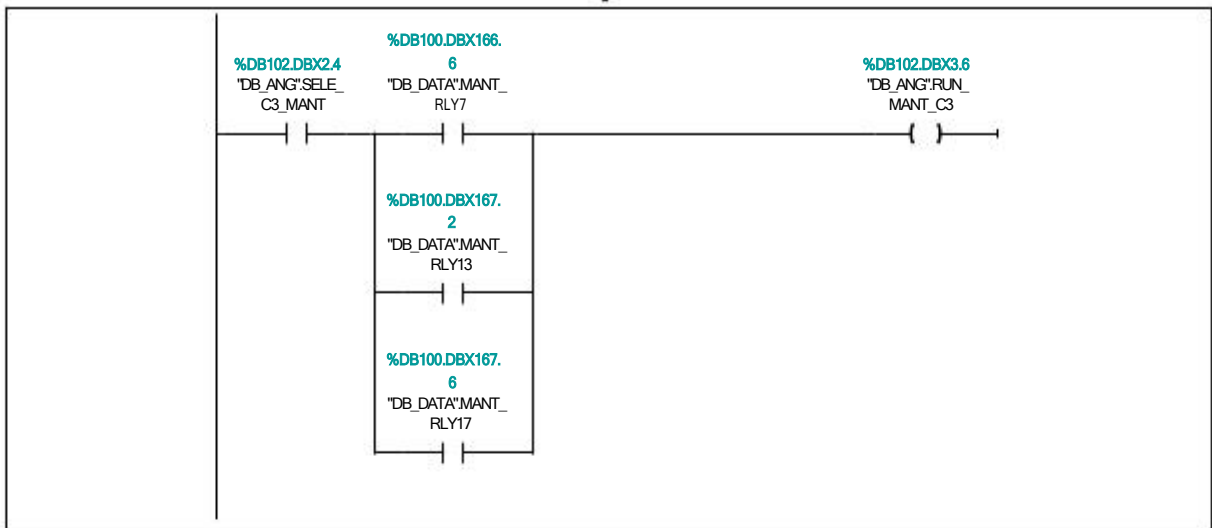 %DB100.DBX166.
6
%DB102.DBX2.4
"DB_ANG".SELE_
C3_MANT
"DB_DATA".MANT_
RLY7
%DB102.DBX3.6
"DB_ANG".RUN_
MANT_C3
%DB100.DBX167.
2
"DB_DATA".MANT_
RLY13
%DB100.DBX167.
6
"DB_DATA".MANT_
RLY17